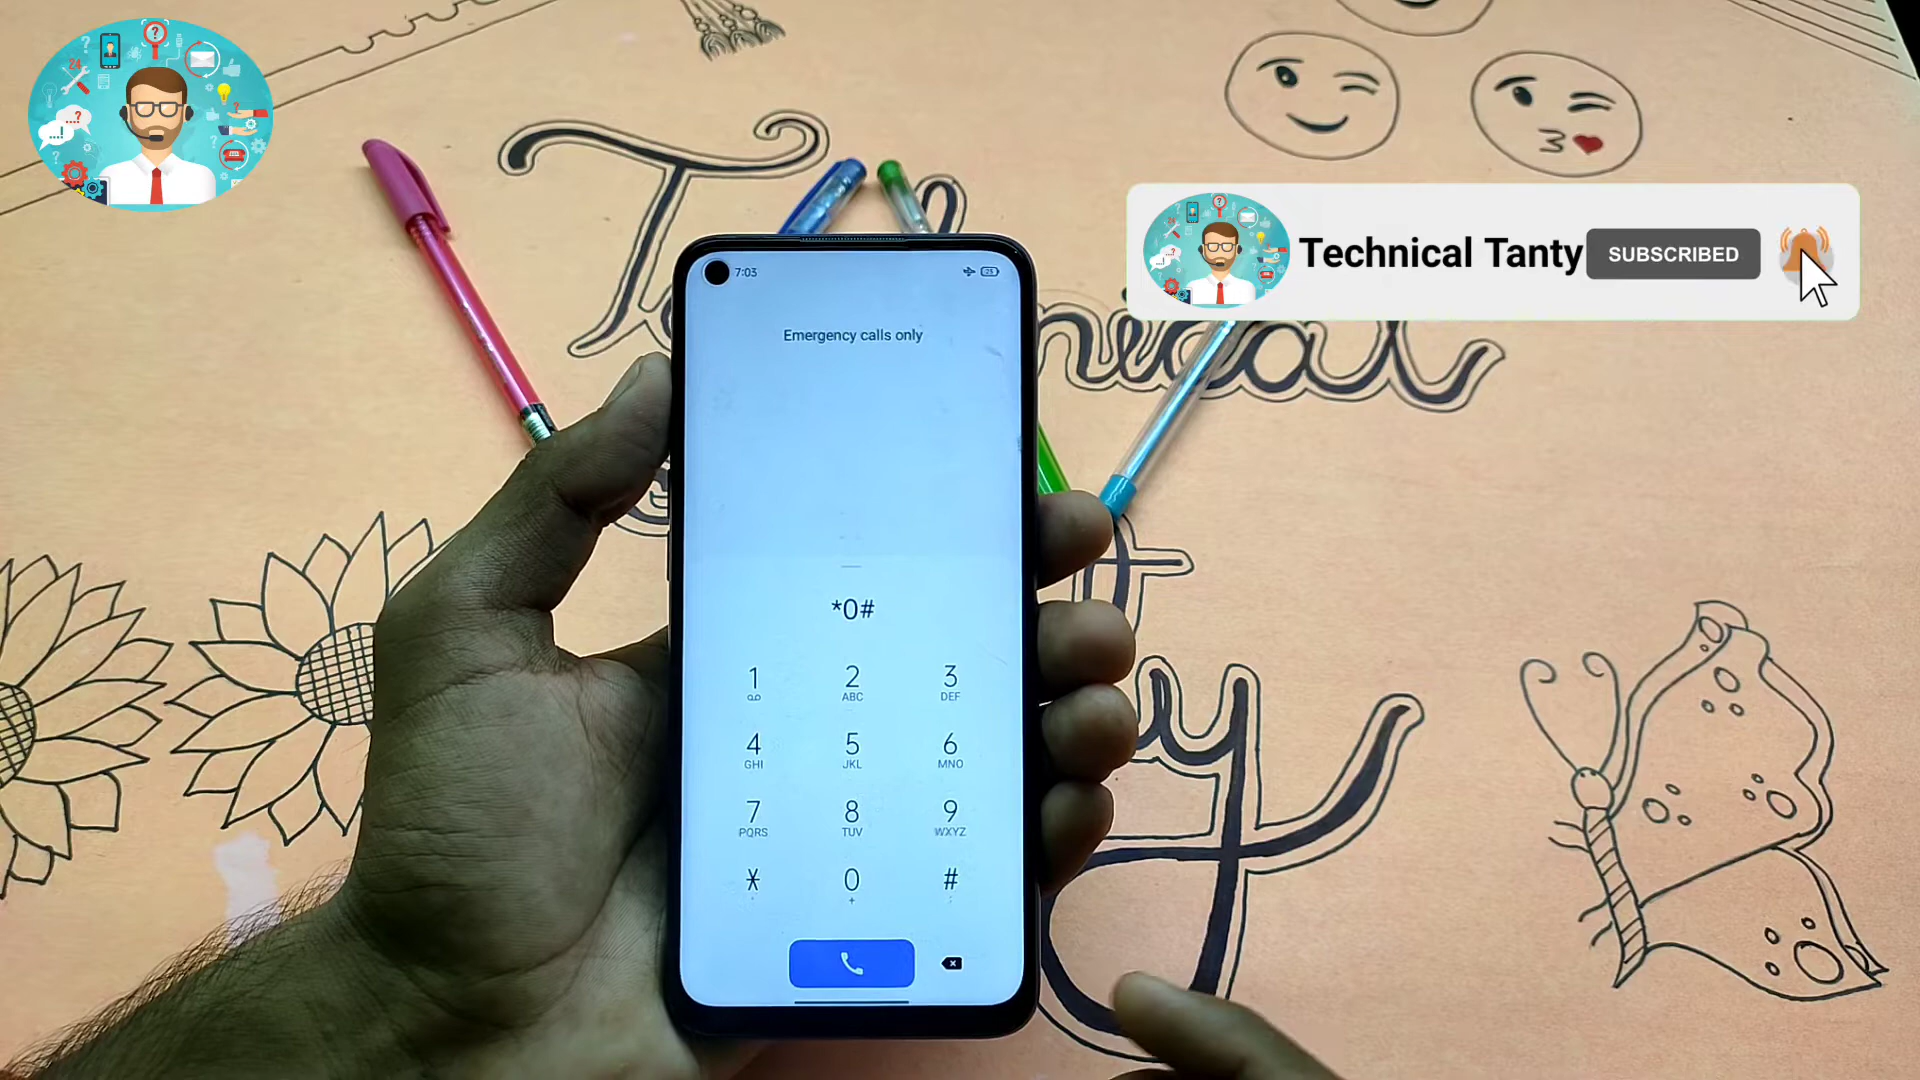 Technical Tanty
SUBSCRIBED
7:03
25
Emergency calls only
*0#
1
2
ABC
3
DEF
4
GHI
5
JKL
6
MNO
7
PQRS
8
TUV
9
WXYZ
*
0
+
#